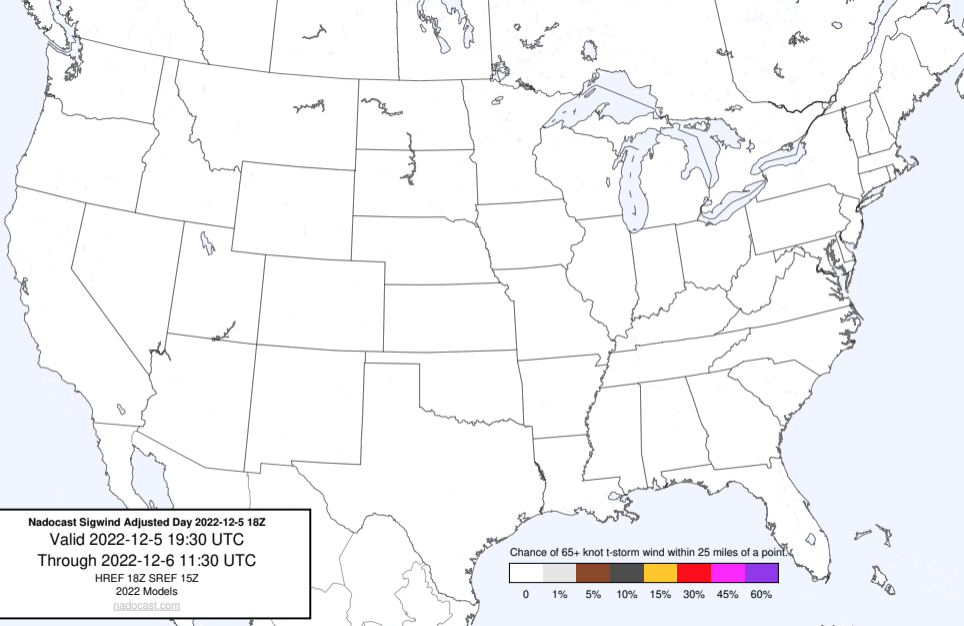 Nadocast Sigwind Adjusted Day 2022-12-5 18Z
Valid 2022-12-5 19:30 UTC
Through 2022-12-6 11:30 UTC
HREF 18Z SREF 15Z
2022 Models
nadocast.com
Chance of 65+ knot t-storm wind within 25 miles of a point.
0 1% 5% 10% 15% 30% 45% 60%